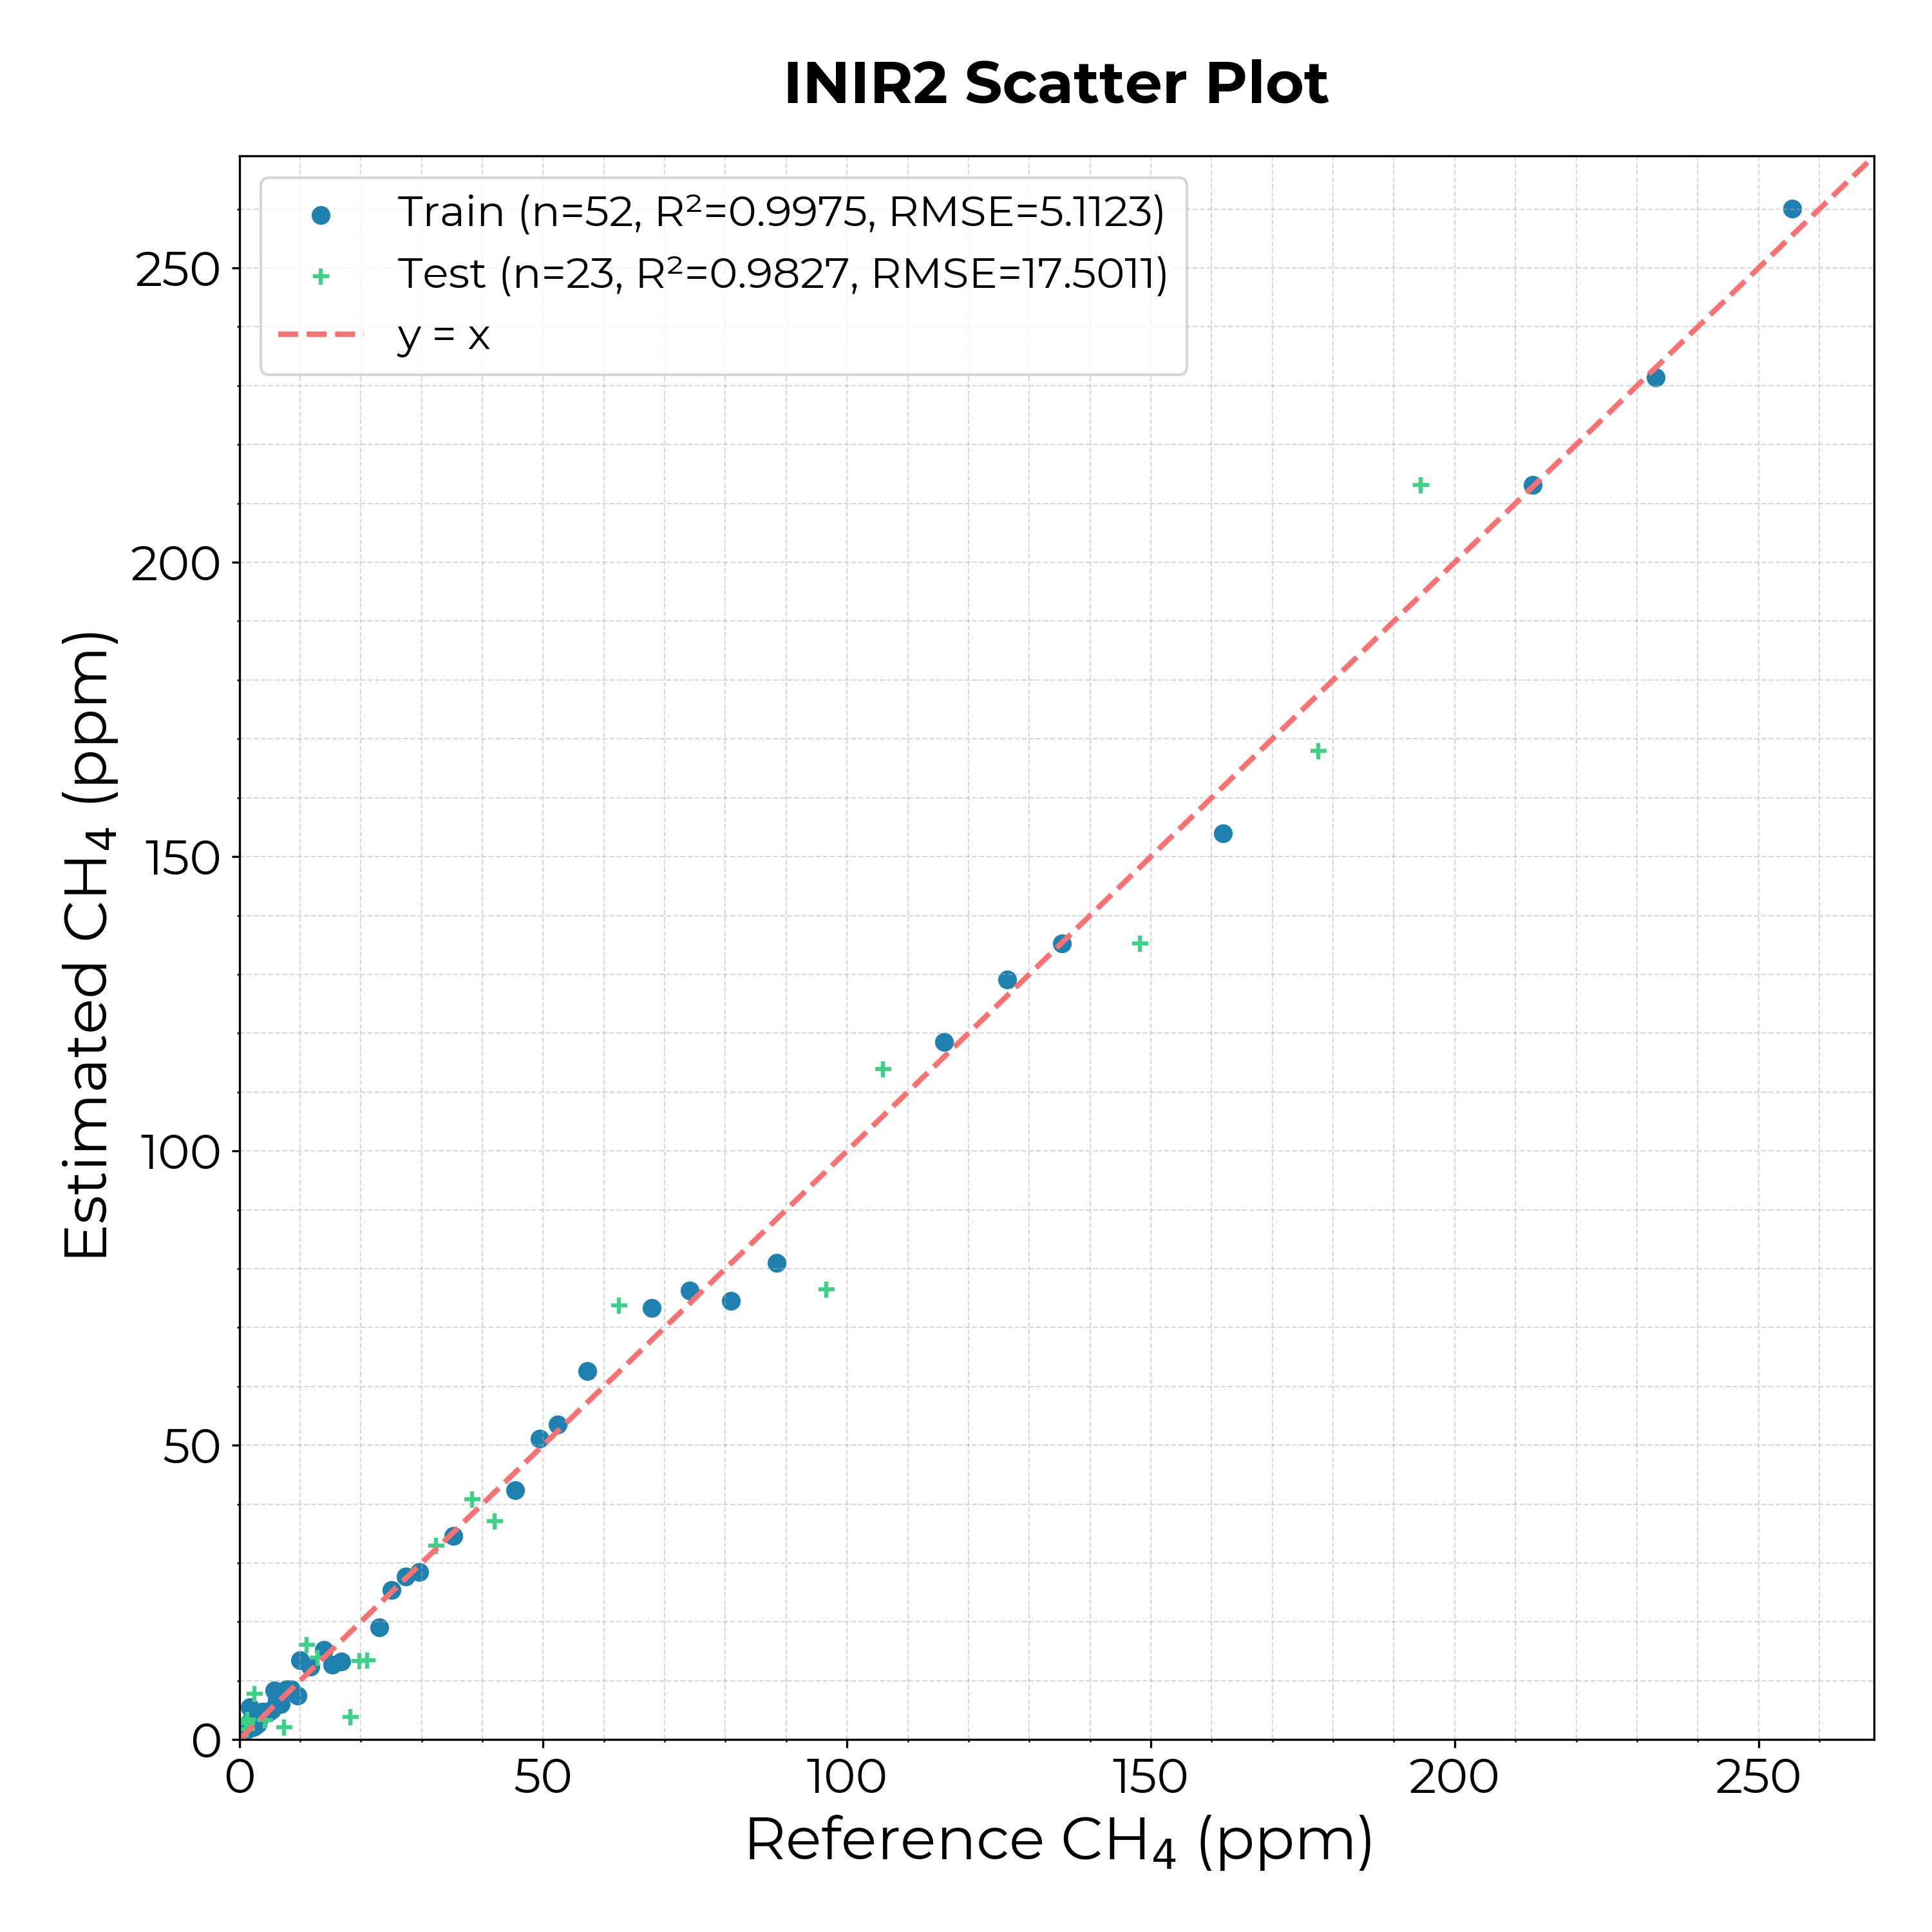 INIR2 Scatter Plot
Train (n=52, R²=0.9975, RMSE=5.1123)
Test (n=23, R²=0.9827, RMSE=17.5011)
y = x
250
200
150
100
50
0
Estimated CH₄ (ppm)
0 50 100 150 200 250
Reference CH₄ (ppm)